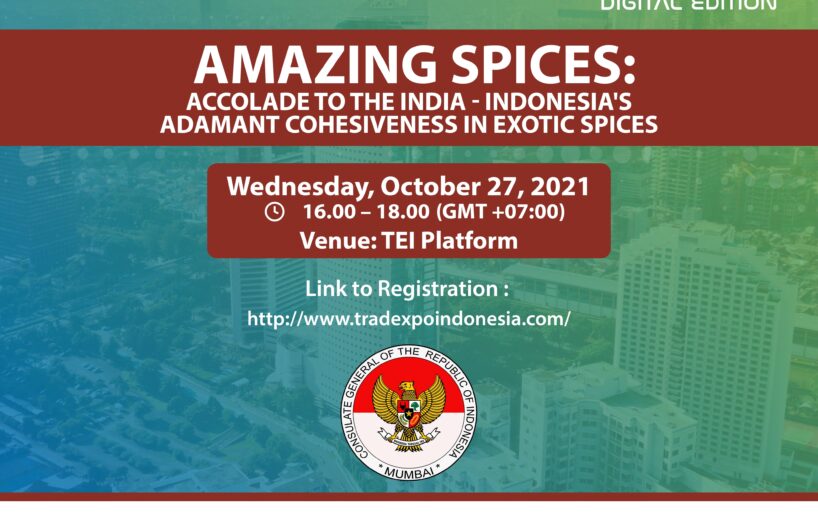 DIGITAL EDITION
AMAZING SPICES:
ACCOLADE TO THE INDIA - INDONESIA'S
ADAMANT COHESIVENESS IN EXOTIC SPICES
Wednesday, October 27, 2021
16.00 – 18.00 (GMT +07:00)
Venue: TEI Platform
Link to Registration :
http://www.tradexpoindonesia.com/
CONSULATE GENERAL OF THE REPUBLIC OF INDONESIA
* MUMBAI *